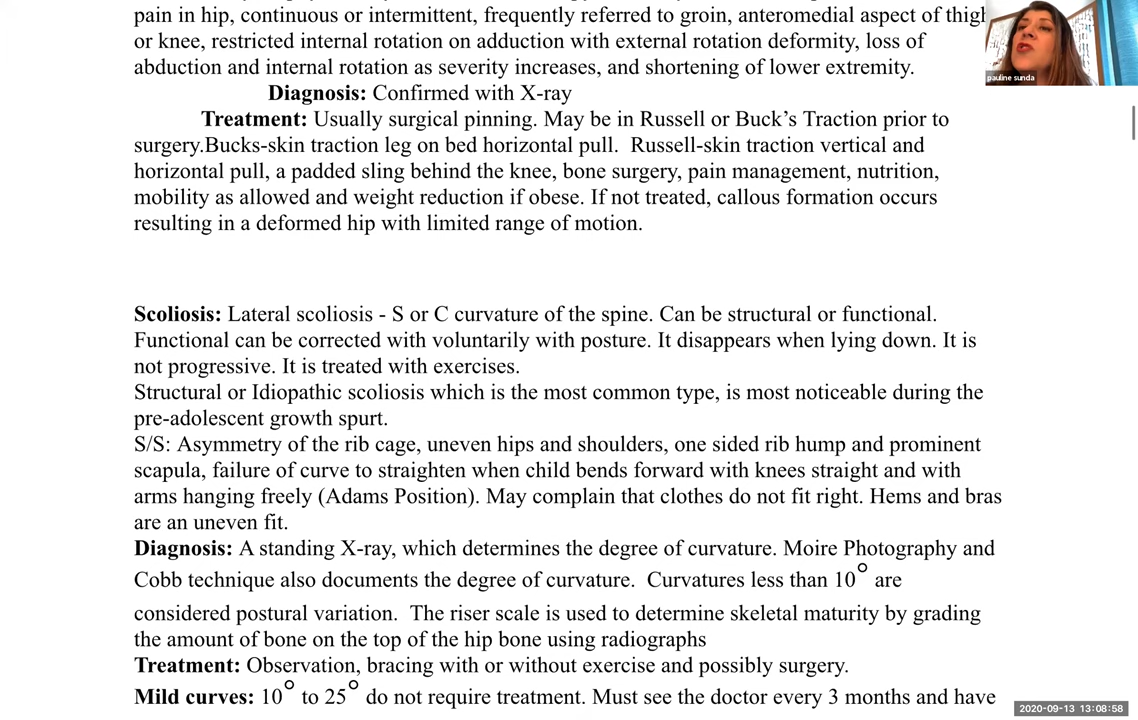 pain in hip, continuous or intermittent, frequently referred to groin, anteromedial aspect of
or knee, restricted internal rotation on adduction with external rotation deformity, loss of
abduction and internal rotation as severity increases, and shortening of lower extremity.
Diagnosis: Confirmed with X-ray
Treatment: Usually surgical pinning. May be in Russell or Buck’s Traction prior to
surgery.Bucks-skin traction leg on bed horizontal pull. Russell-skin traction vertical and
horizontal pull, a padded sling behind the knee, bone surgery, pain management, nutrition,
mobility as allowed and weight reduction if obese. If not treated, callous formation occurs
resulting in a deformed hip with limited range of motion.
Scoliosis: Lateral scoliosis - S or C curvature of the spine. Can be structural or functional.
Functional can be corrected with voluntarily with posture. It disappears when lying down. It is
not progressive. It is treated with exercises.
Structural or Idiopathic scoliosis which is the most common type, is most noticeable during the
pre-adolescent growth spurt.
S/S: Asymmetry of the rib cage, uneven hips and shoulders, one sided rib hump and prominent
scapula, failure of curve to straighten when child bends forward with knees straight and with
arms hanging freely (Adams Position). May complain that clothes do not fit right. Hems and bras
are an uneven fit.
Diagnosis: A standing X-ray, which determines the degree of curvature. Moire Photography and
Cobb technique also documents the degree of curvature. Curvatures less than 10° are
considered postural variation. The riser scale is used to determine skeletal maturity by grading
the amount of bone on the top of the hip bone using radiographs
Treatment: Observation, bracing with or without exercise and possibly surgery.
Mild curves: 10° to 25° do not require treatment. Must see the doctor every 3 months and have
pauline sunda
2020-09-13 13:08:58